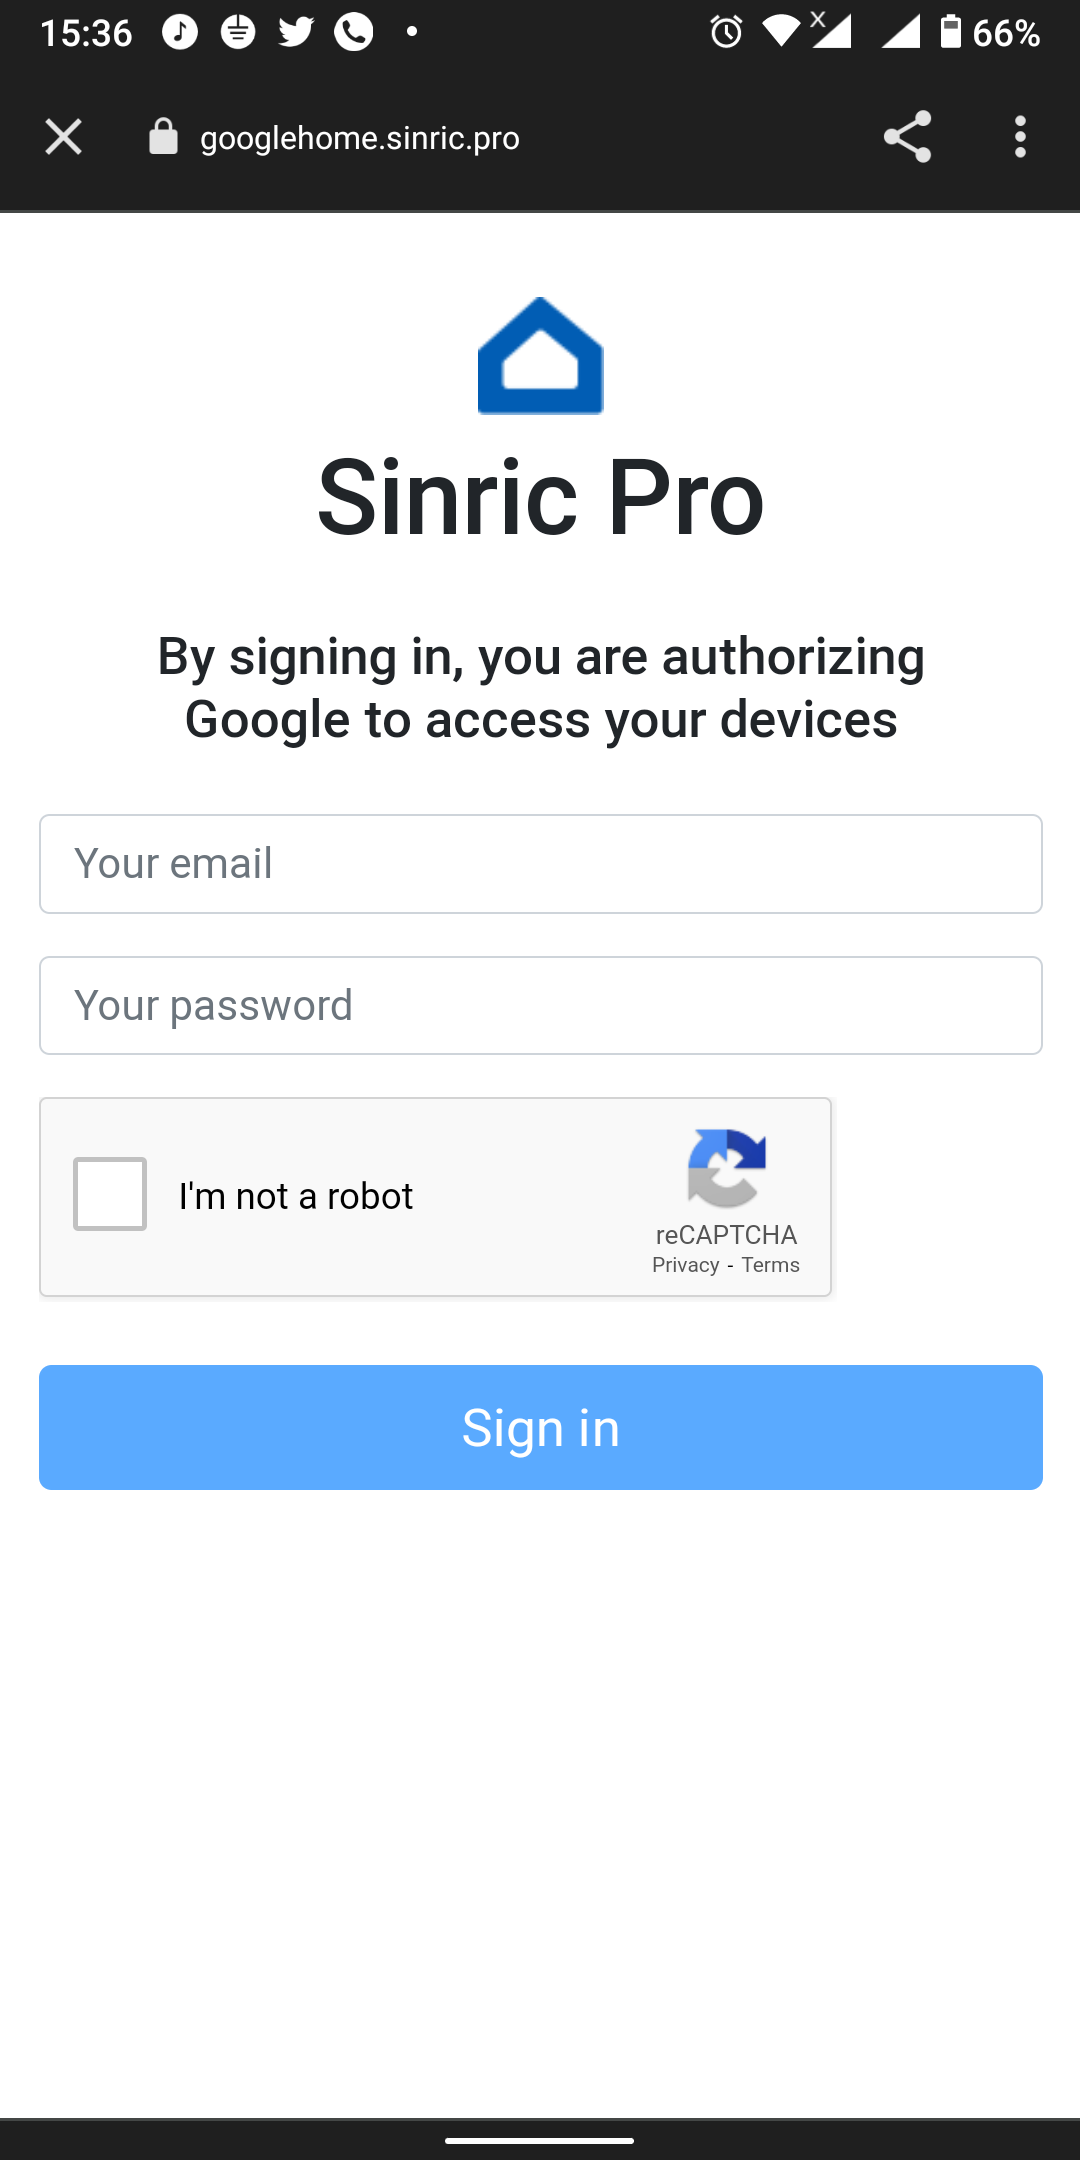 15:36
X
66%
googlehome.sinric.pro
Sinric Pro
By signing in, you are authorizing
Google to access your devices
Your email
Your password
I'm not a robot
reCAPTCHA
Privacy - Terms
Sign in